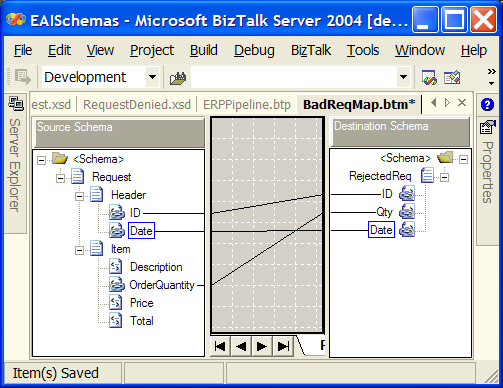 EAISchemas - Microsoft BizTalk Server 2004 [de...
File Edit View Project Build Debug BizTalk Tools Window Help
Development
est.xsd RequestDenied.xsd ERPPipeline.btp BadReqMap.btm*
Server Explorer
Properties
Source Schema
Destination Schema
<Schema>
Request
Header
ID
Date
Item
Description
OrderQuantity
Price
Total
<Schema>
RejectedReq
ID
Qty
Date
Item(s) Saved